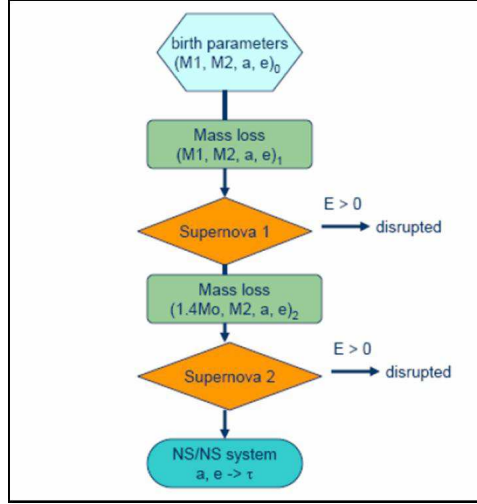 birth parameters
(M1, M2, a, e)₀
Mass loss
(M1, M2, a, e)₁
E > 0
Supernova 1
disrupted
Mass loss
(1.4Mo, M2, a, e)₂
E > 0
Supernova 2
disrupted
NS/NS system
a, e -> τ